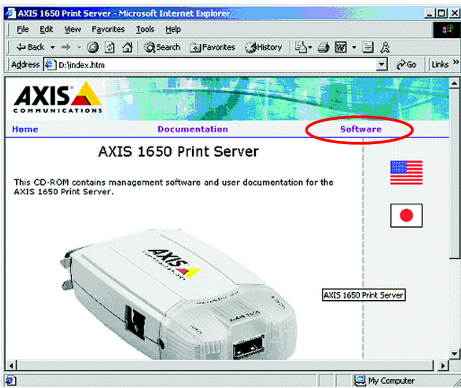 AXIS 1650 Print Server - Microsoft Internet Explorer
File Edit View Favorites Tools Help
Back Search Favorites History
Address D:\index.htm Go Links »
AXIS
COMMUNICATIONS
Home Documentation Software
AXIS 1650 Print Server
This CD-ROM contains management software and user documentation for the
AXIS 1650 Print Server.
AXIS
AXIS 1650 Print Server
My Computer